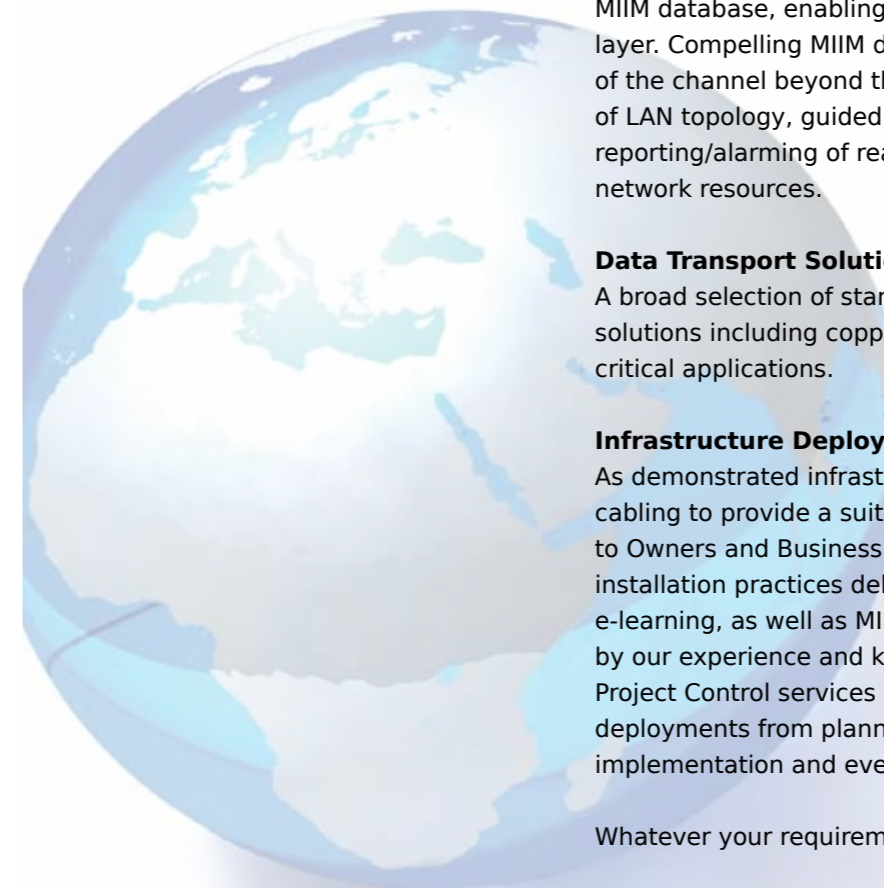 MIIM database, enabling
layer. Compelling MIIM d
of the channel beyond th
of LAN topology, guided
reporting/alarming of rea
network resources.
Data Transport Soluti
A broad selection of star
solutions including copp
critical applications.
Infrastructure Deploy
As demonstrated infrast
cabling to provide a suit
to Owners and Business
installation practices del
e-learning, as well as MI
by our experience and k
Project Control services
deployments from plann
implementation and eve
Whatever your requirem